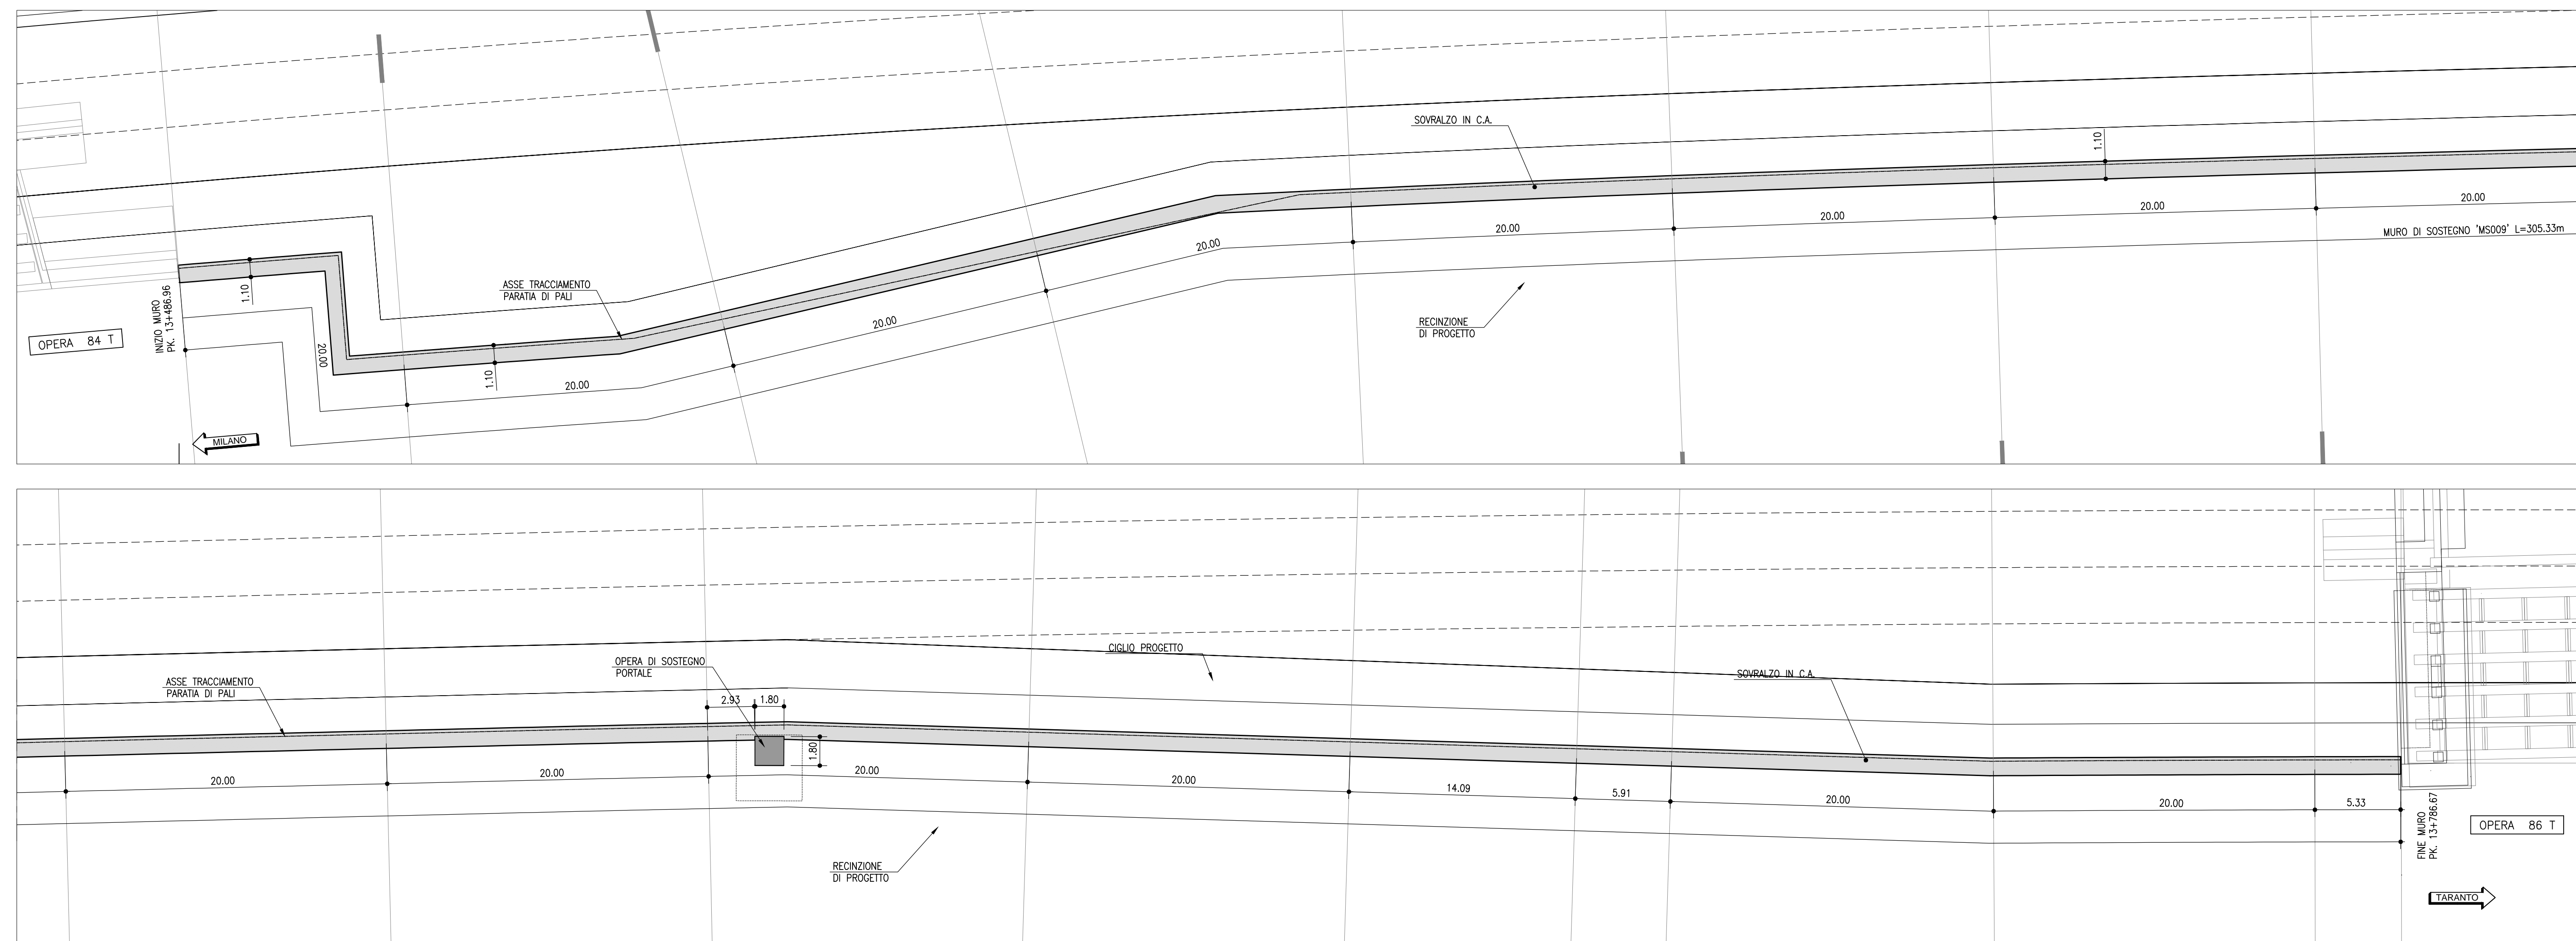 SOVRALZO IN C.A.
1.10
20.00
20.00
20.00
20.00
20.00
MURO DI SOSTEGNO 'MS009' L=305.33m
1.10
ASSE TRACCIAMENTO
PARATIA DI PALI
INIZIO MURO
PK. 13+486.96
OPERA 84 T
20.00
20.00
1.10
20.00
RECINZIONE
DI PROGETTO
MILANO
CIGLIO PROGETTO
OPERA DI SOSTEGNO
PORTALE
ASSE TRACCIAMENTO
PARATIA DI PALI
SOVRALZO IN C.A.
2.93
1.80
1.80
20.00
20.00
20.00
20.00
14.09
5.91
20.00
20.00
5.33
FINE MURO
PK. 13+786.67
OPERA 86 T
RECINZIONE
DI PROGETTO
TARANTO